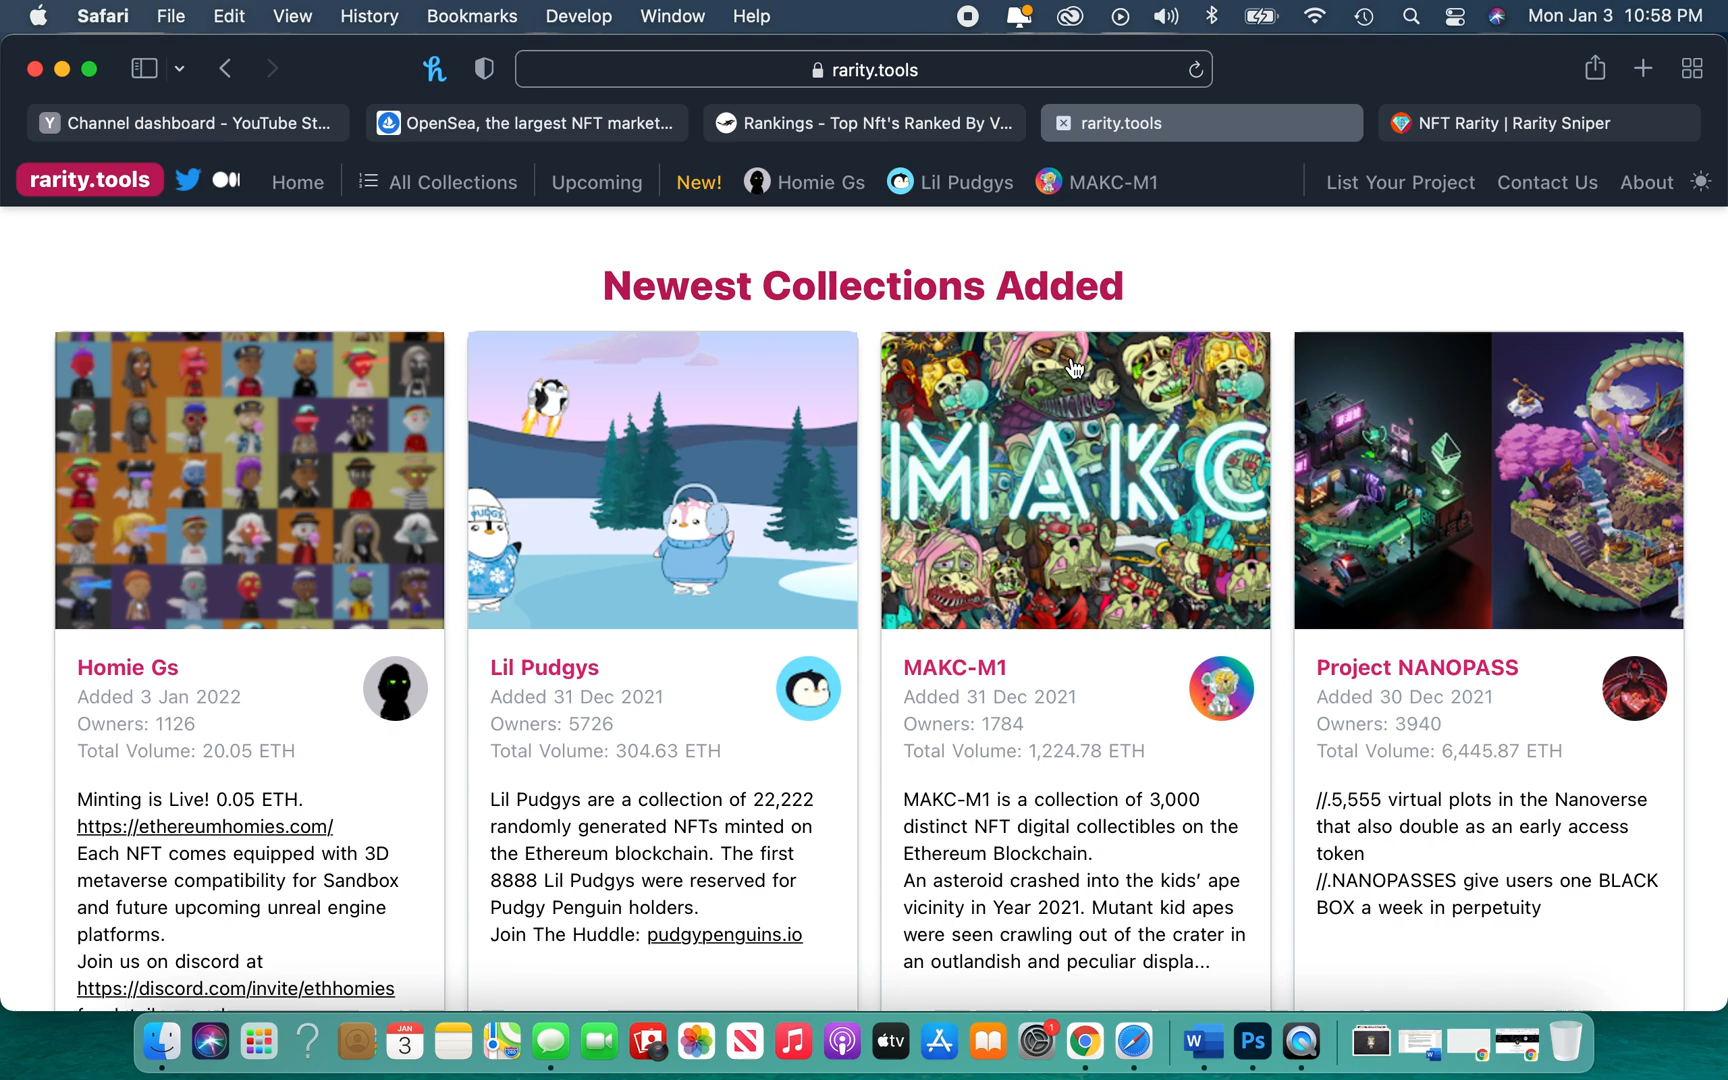 Safari File Edit View History Bookmarks Develop Window Help Mon Jan 3 10:58 PM
rarity.tools
Y Channel dashboard - YouTube St... OpenSea, the largest NFT market... Rankings - Top Nft's Ranked By V... rarity.tools NFT Rarity | Rarity Sniper
rarity.tools Home All Collections Upcoming New! Homie Gs Lil Pudgys MAKC-M1 List Your Project Contact Us About
Newest Collections Added
PUDGY
MAKC
Homie Gs
Added 3 Jan 2022
Owners: 1126
Total Volume: 20.05 ETH
Minting is Live! 0.05 ETH.
https://ethereumhomies.com/
Each NFT comes equipped with 3D
metaverse compatibility for Sandbox
and future upcoming unreal engine
platforms.
Join us on discord at
https://discord.com/invite/ethhomies
Lil Pudgys
Added 31 Dec 2021
Owners: 5726
Total Volume: 304.63 ETH
Lil Pudgys are a collection of 22,222
randomly generated NFTs minted on
the Ethereum blockchain. The first
8888 Lil Pudgys were reserved for
Pudgy Penguin holders.
Join The Huddle: pudgypenguins.io
MAKC-M1
Added 31 Dec 2021
Owners: 1784
Total Volume: 1,224.78 ETH
MAKC-M1 is a collection of 3,000
distinct NFT digital collectibles on the
Ethereum Blockchain.
An asteroid crashed into the kids' ape
vicinity in Year 2021. Mutant kid apes
were seen crawling out of the crater in
an outlandish and peculiar displa...
Project NANOPASS
Added 30 Dec 2021
Owners: 3940
Total Volume: 6,445.87 ETH
//.5,555 virtual plots in the Nanoverse
that also double as an early access
token
//.NANOPASSES give users one BLACK
BOX a week in perpetuity
JAN
3
tv
1
W
Ps